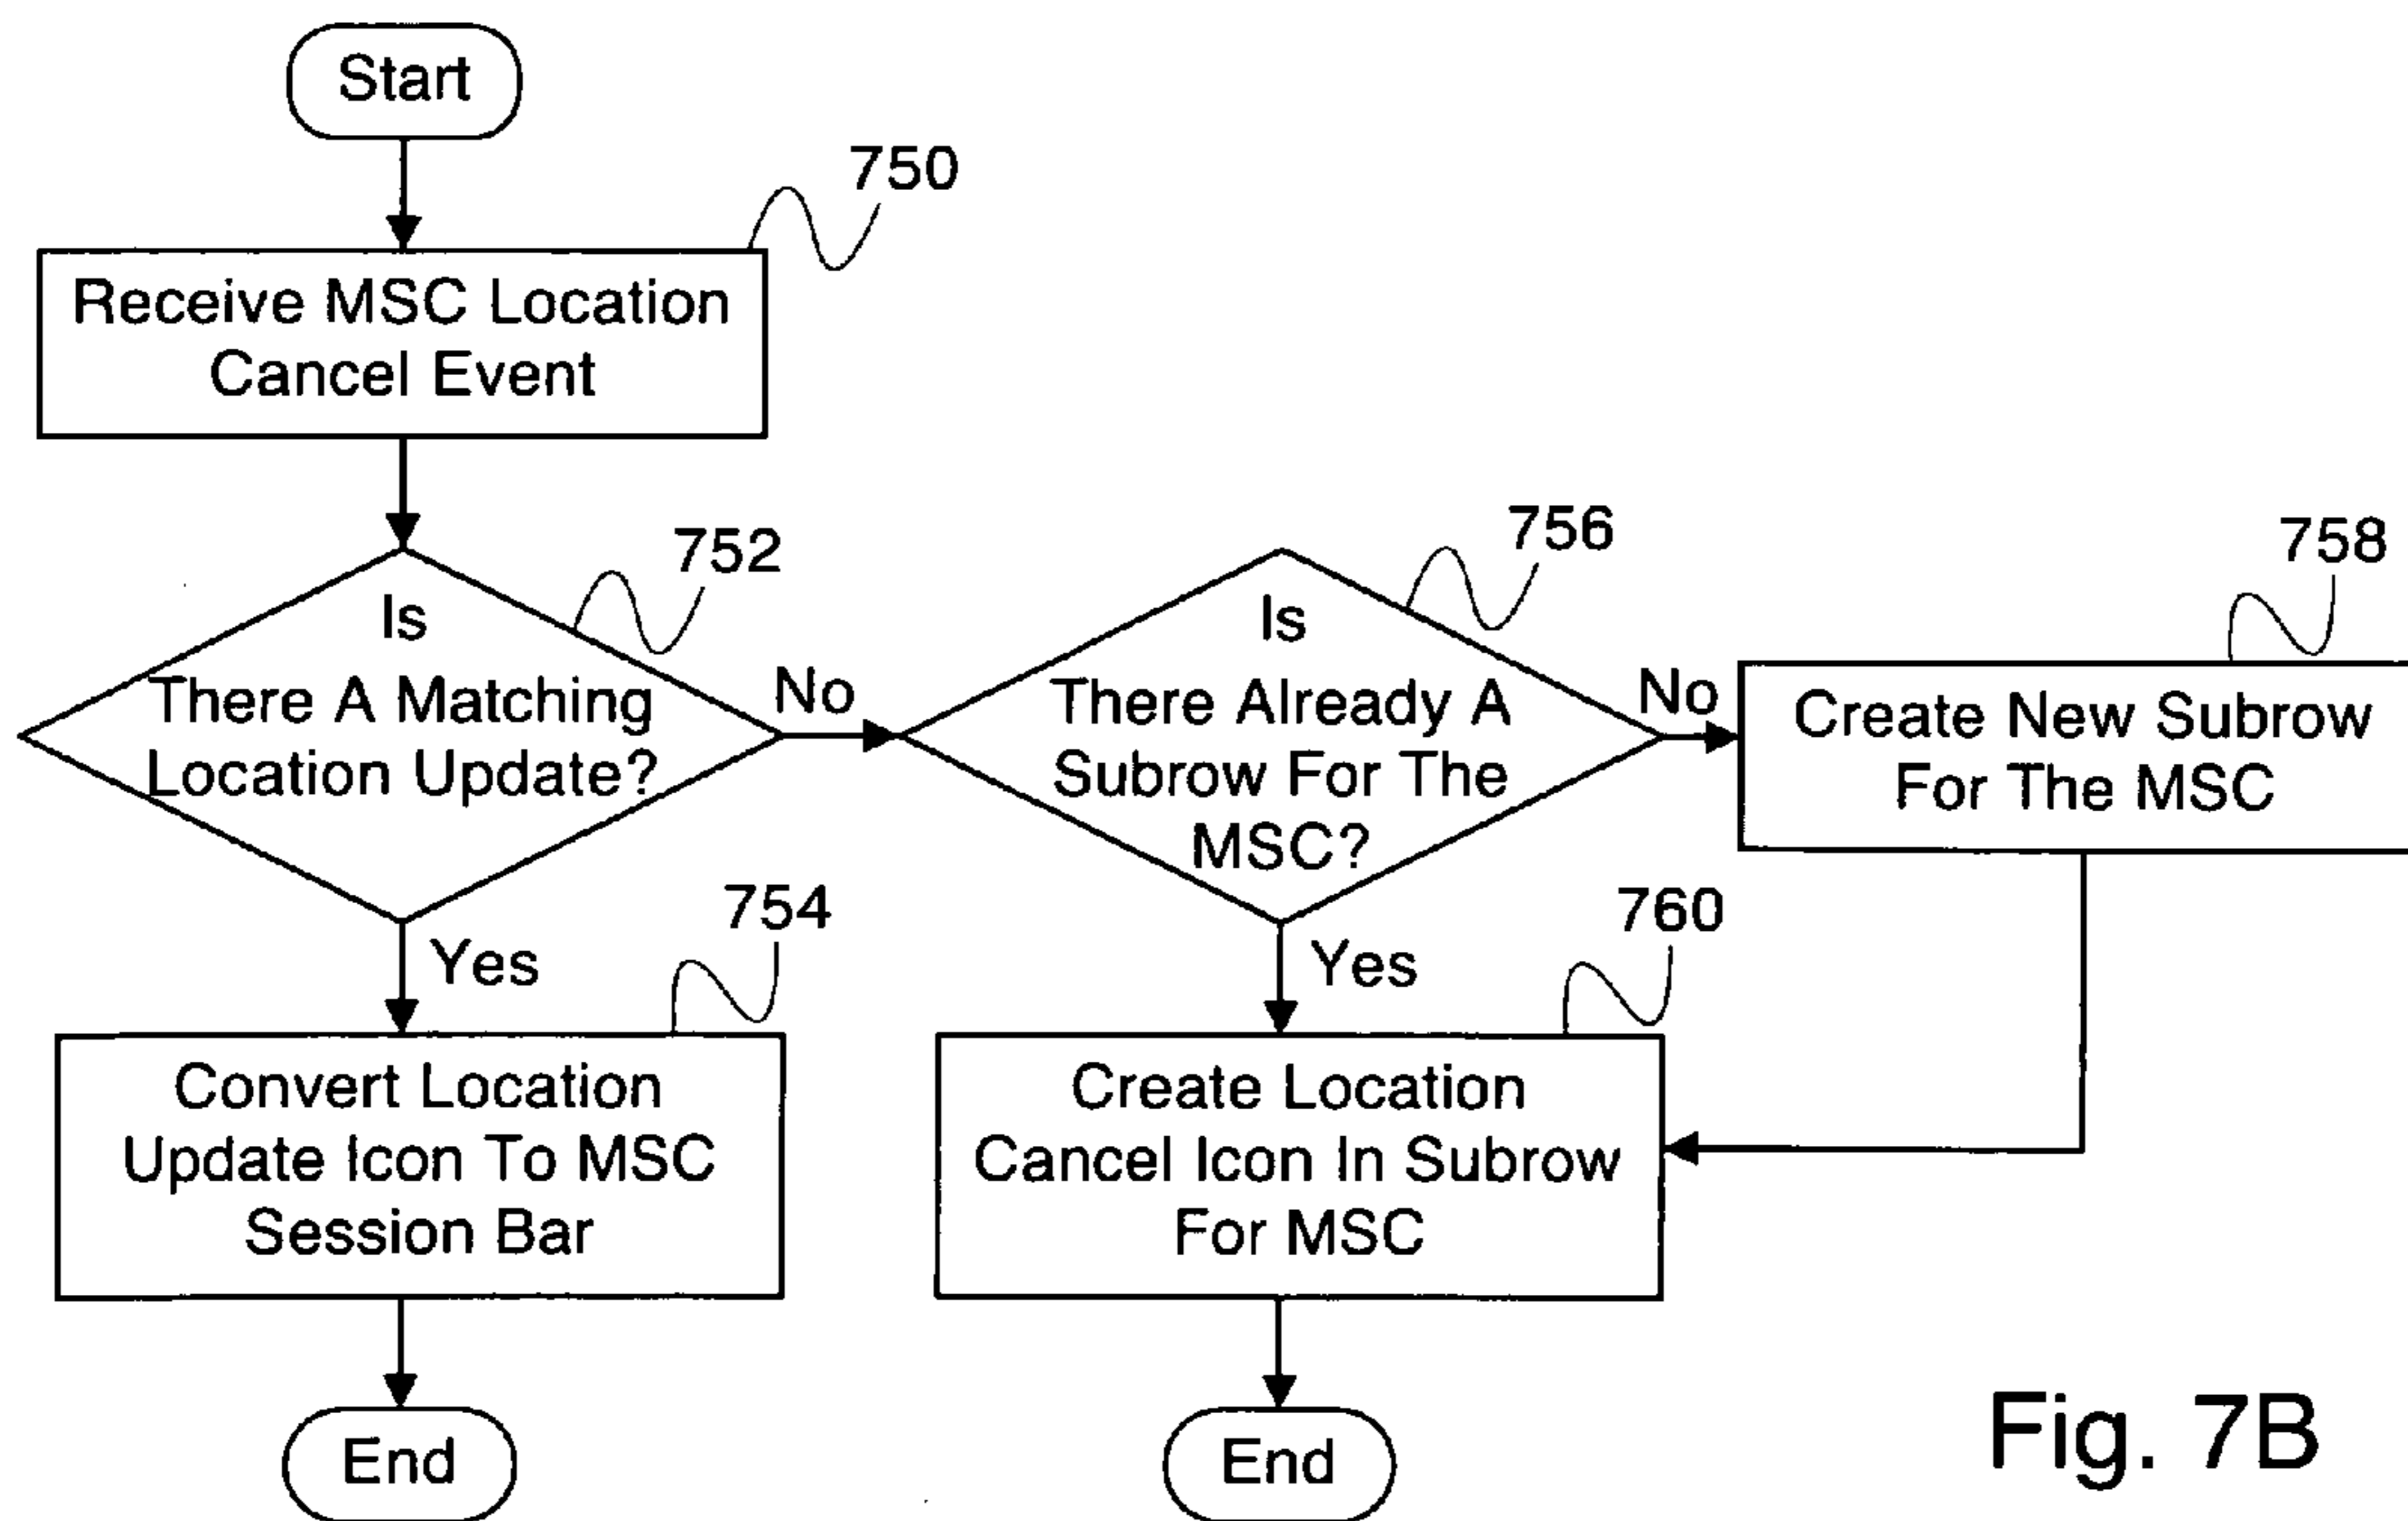 Start
750
Receive MSC Location
Cancel Event
752
Is
There A Matching
Location Update?
No
756
Is
There Already A
Subrow For The
MSC?
No
758
Create New Subrow
For The MSC
Yes
754
Convert Location
Update Icon To MSC
Session Bar
Yes
760
Create Location
Cancel Icon In Subrow
For MSC
End
End
Fig. 7B